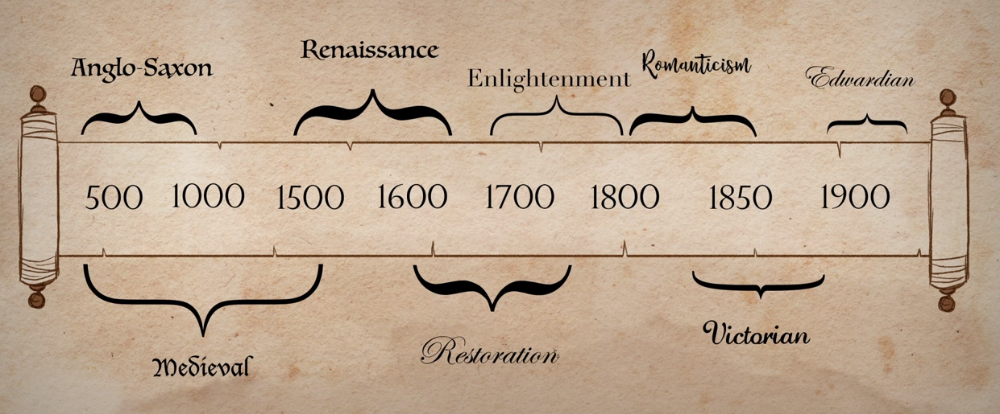 Renaissance
Anglo-Saxon
Enlightenment
Romanticism
Edwardian
500 1000 1500 1600 1700 1800 1850 1900
Medieval
Restoration
Victorian